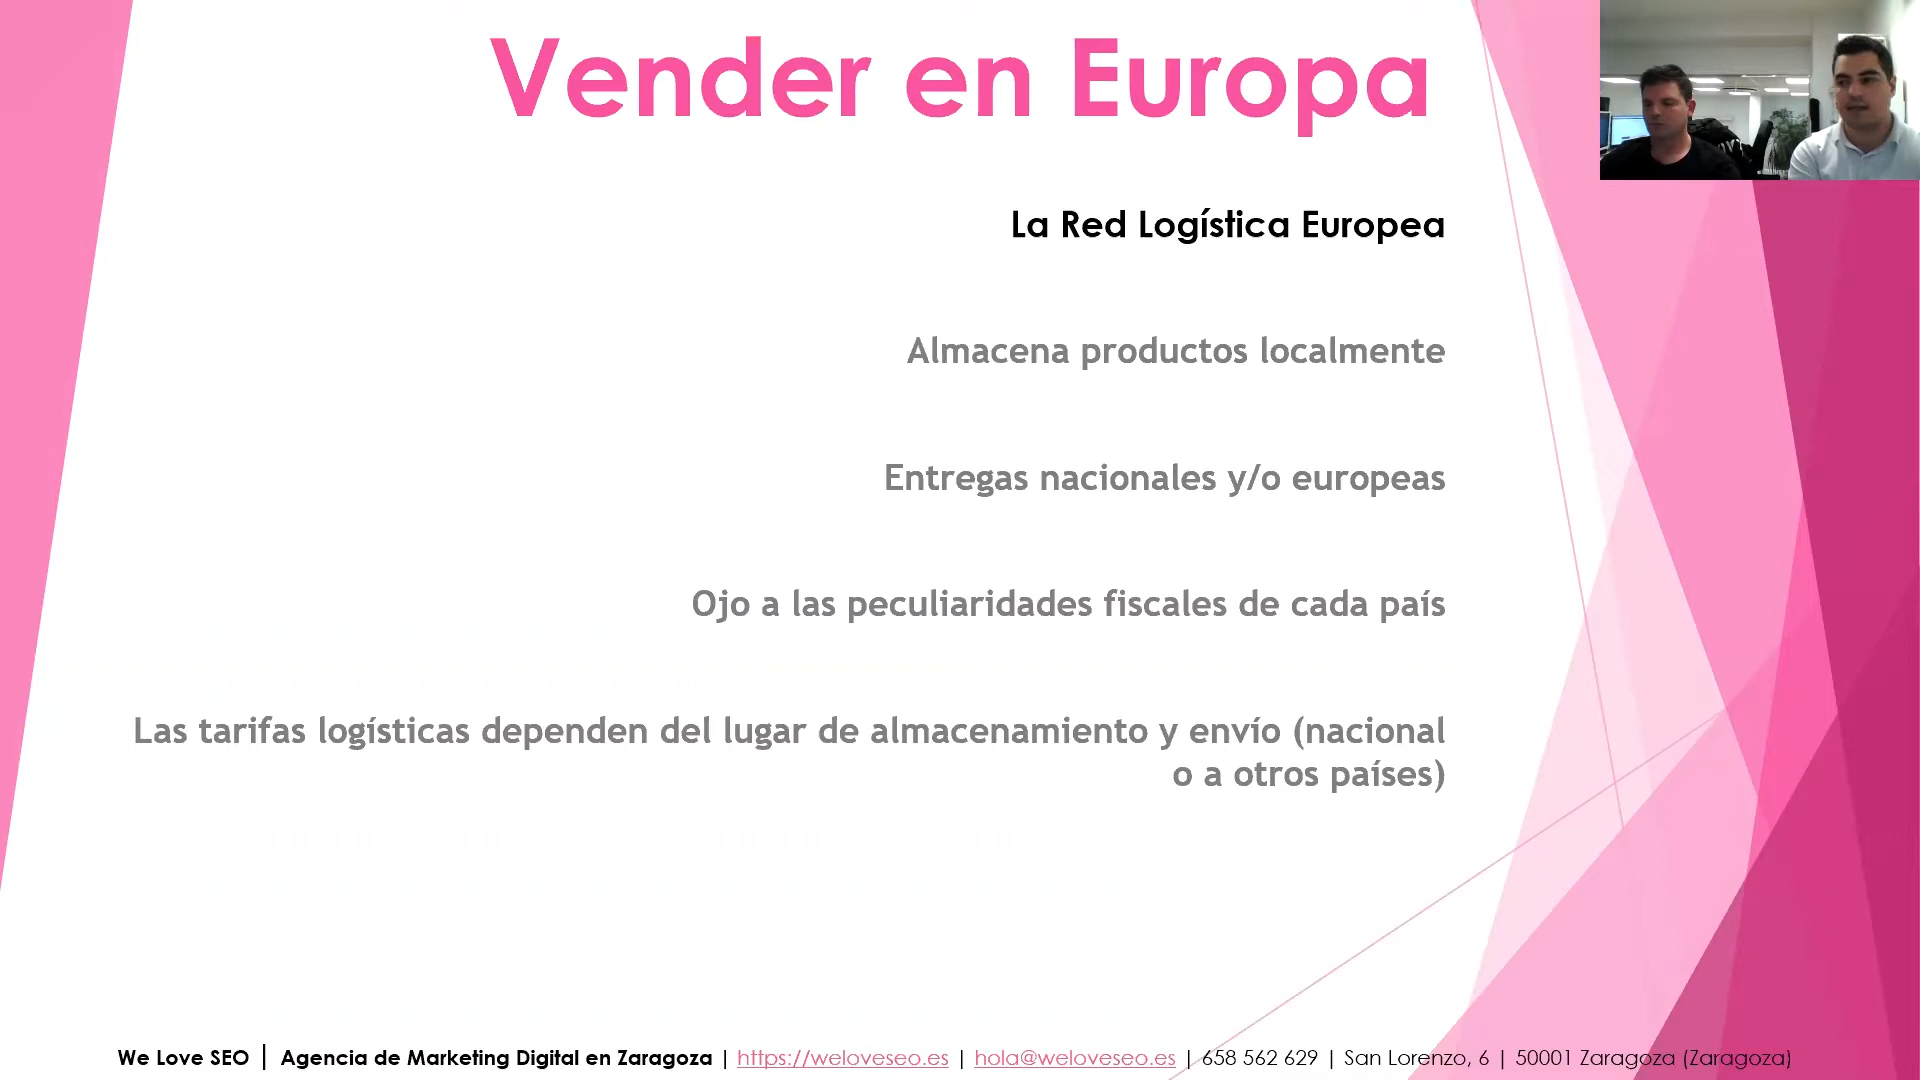 Vender en Europa
La Red Logística Europea
Almacena productos localmente
Entregas nacionales y/o europeas
Ojo a las peculiaridades fiscales de cada país
Las tarifas logísticas dependen del lugar de almacenamiento y envío (nacional
o a otros países)
We Love SEO | Agencia de Marketing Digital en Zaragoza | https://weloveseo.es | hola@weloveseo.es | 658 562 629 | San Lorenzo, 6 | 50001 Zaragoza (Zaragoza)